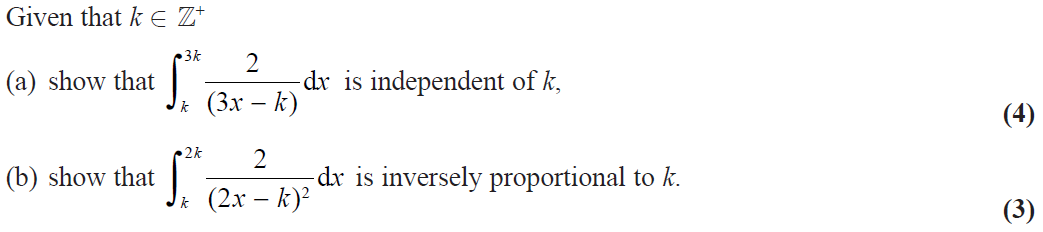 Given that k ∈ ℤ⁺
(a) show that ∫ₖ³ᵏ 2/(3x – k) dx is independent of k,
(4)
(b) show that ∫ₖ²ᵏ 2/(2x – k)² dx is inversely proportional to k.
(3)